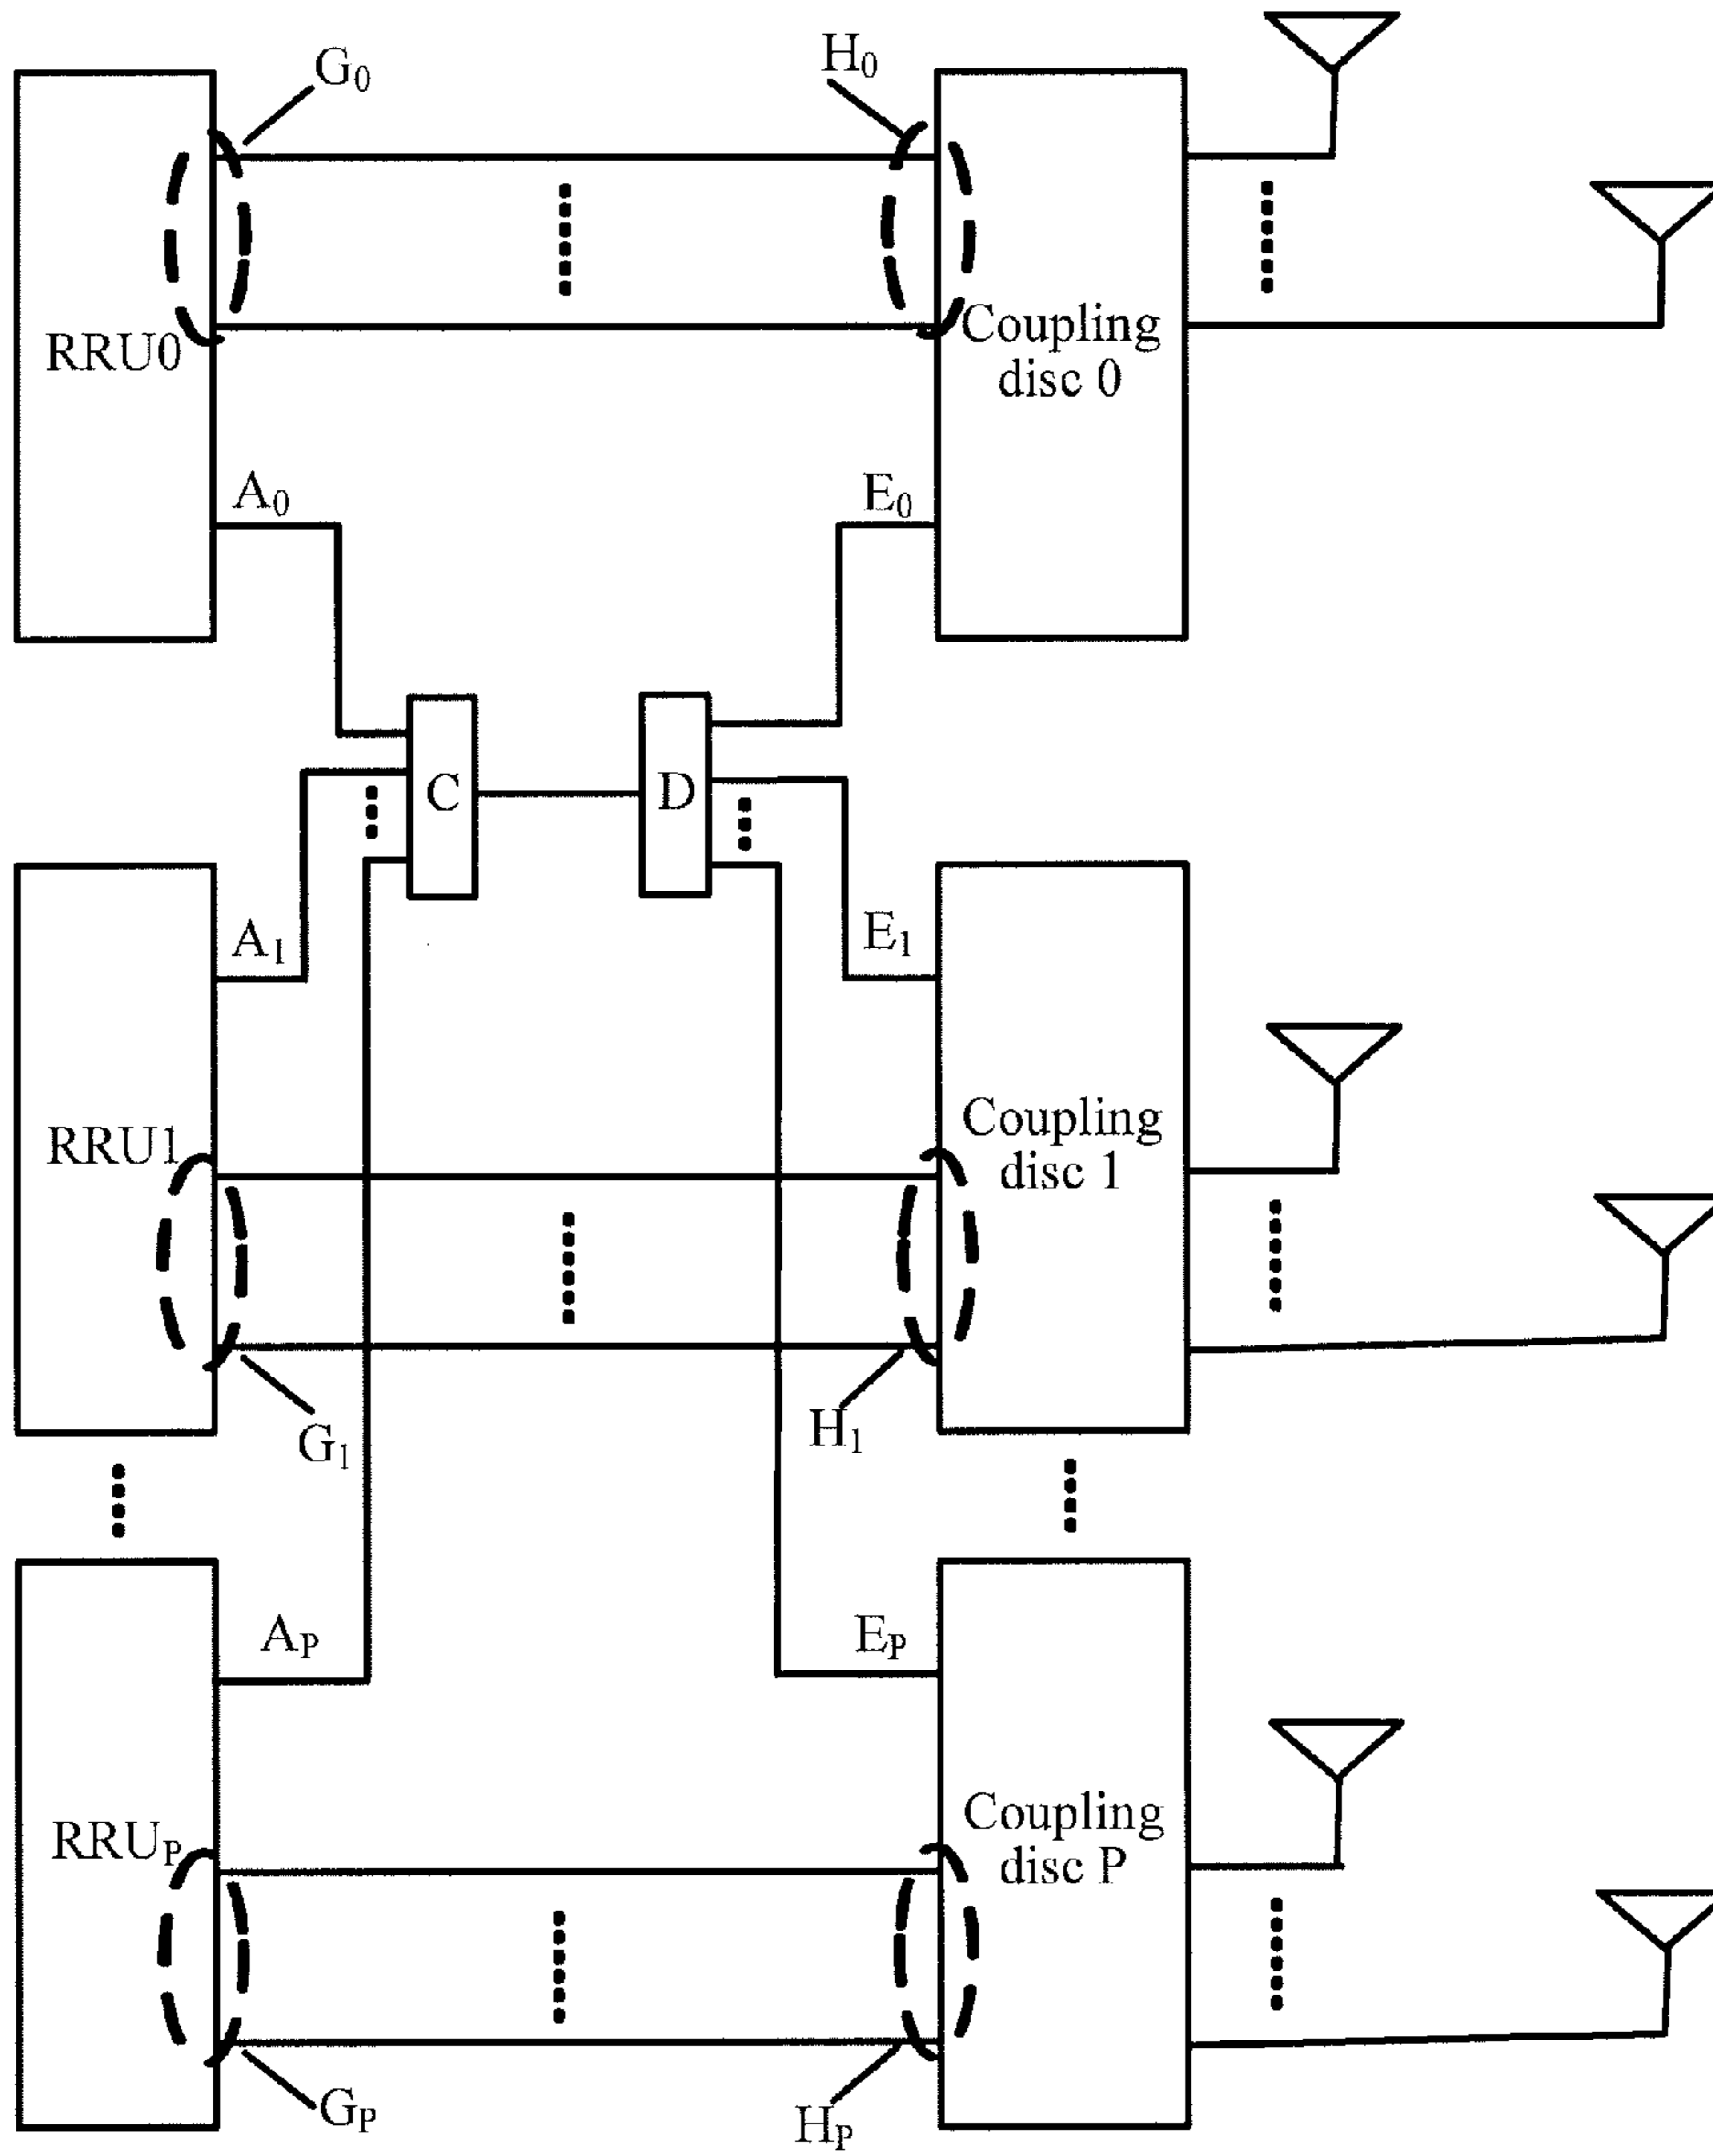 G₀
H₀
RRU0
Coupling
disc 0
A₀
E₀
C
D
A₁
E₁
RRU1
Coupling
disc 1
G₁
H₁
Aₚ
Eₚ
RRUₚ
Coupling
disc P
Gₚ
Hₚ